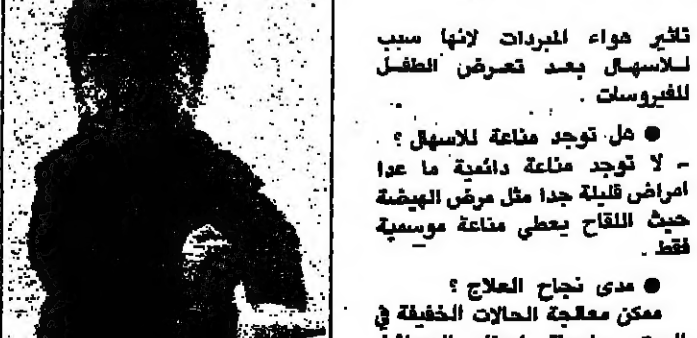 تاثير هواء المبردات لانها سبب
للاسهال بعد تعرض الطفل
للفيروسات .
● هل توجد مناعة للاسهال ؟
- لا توجد مناعة دائمية ما عدا
امراض قليلة جدا مثل مرض الهيضة
حيث اللقاح يعطي مناعة موسمية
فقط .
● مدى نجاح العلاج ؟
ممكن معالجة الحالات الخفيفة في